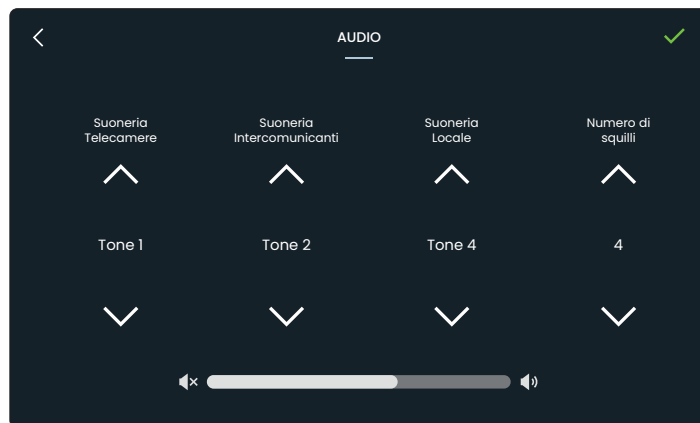 AUDIO
Suoneria
Telecamere
Suoneria
Intercomunicanti
Suoneria
Locale
Numero di
squilli
Tone 1
Tone 2
Tone 4
4